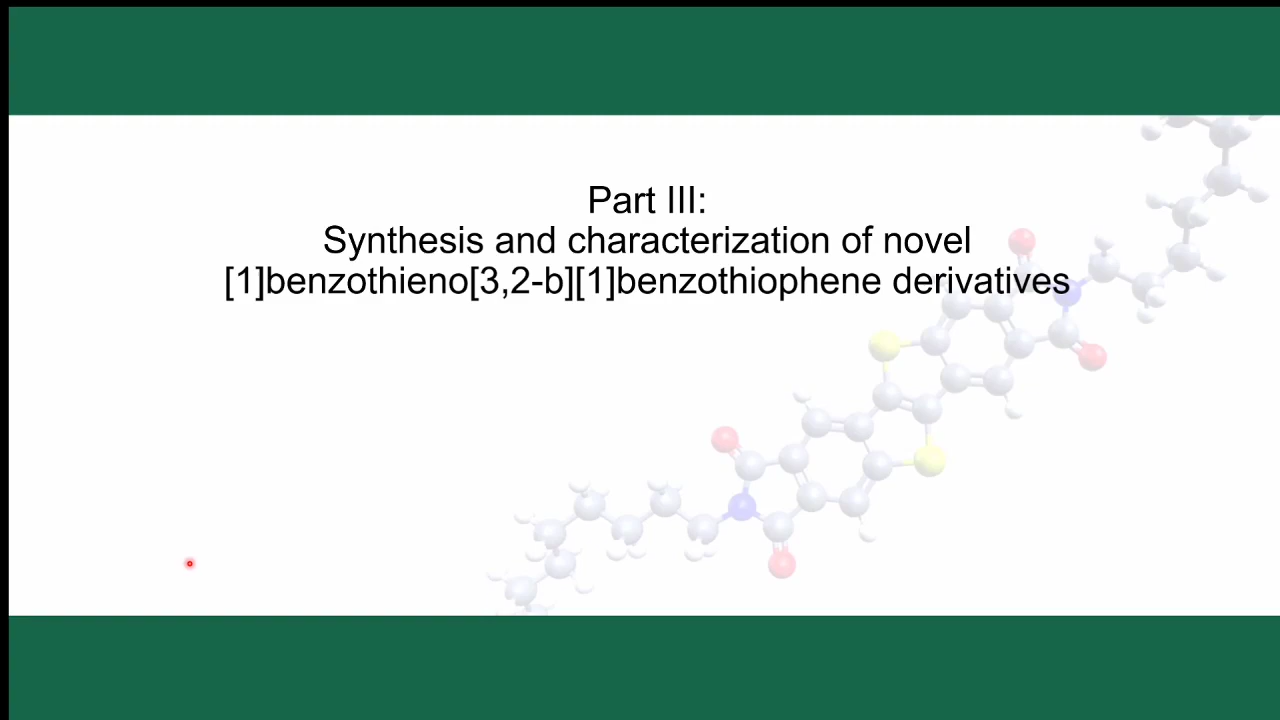 Part III:
Synthesis and characterization of novel
[1]benzothieno[3,2-b][1]benzothiophene derivatives